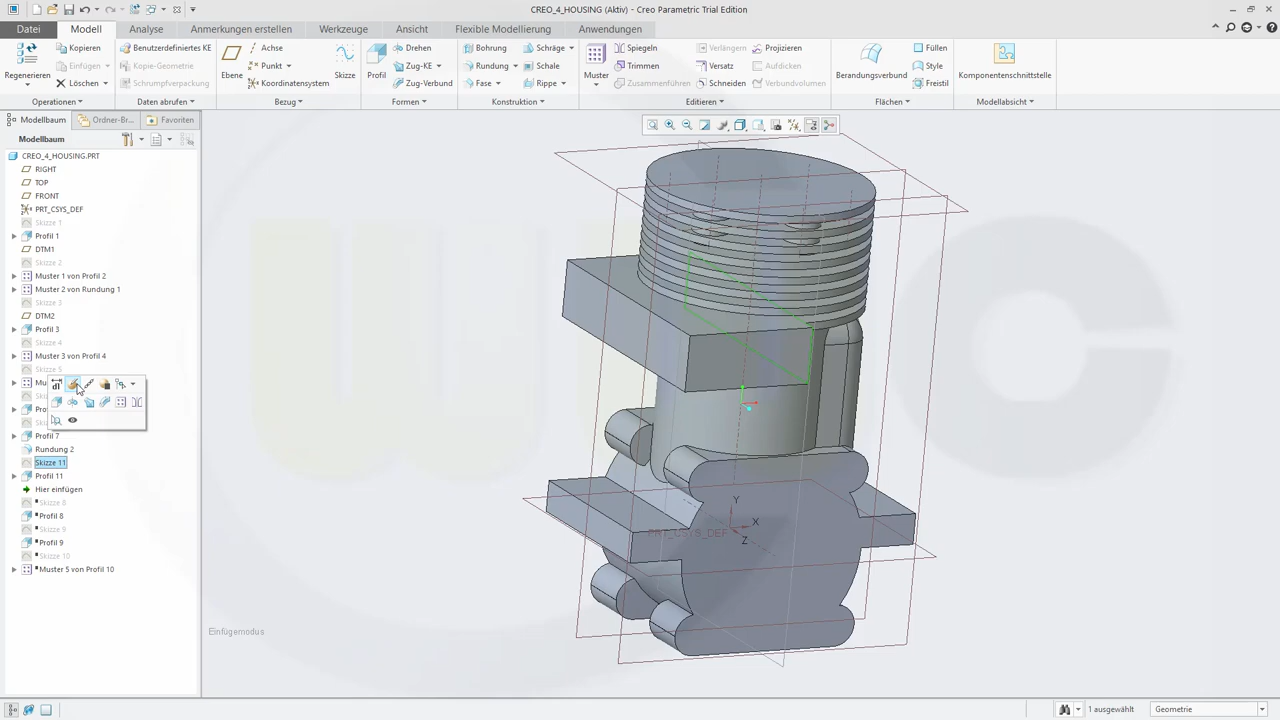 CREO_4_HOUSING (Aktiv) - Creo Parametric Trial Edition
Datei Modell Analyse Anmerkungen erstellen Werkzeuge Ansicht Flexible Modellierung Anwendungen
Regenerieren
Kopieren
Einfügen
Löschen
Operationen
Benutzerdefiniertes KE
Kopie-Geometrie
Schrumpfverpackung
Daten abrufen
Ebene
Achse
Punkt
Koordinatensystem
Skizze
Bezug
Profil
Drehen
Zug-KE
Zug-Verbund
Formen
Bohrung
Rundung
Fase
Schräge
Schale
Rippe
Konstruktion
Muster
Spiegeln
Trimmen
Zusammenführen
Verlängern
Versatz
Schneiden
Projizieren
Aufdicken
Verbundvolumen
Editieren
Berandungsverbund
Füllen
Style
Freistil
Flächen
Komponentenschnittstelle
Modellabsicht
Modellbaum Ordner-Br... Favoriten
Modellbaum
CREO_4_HOUSING.PRT
RIGHT
TOP
FRONT
PRT_CSYS_DEF
Skizze 1
Profil 1
DTM1
Skizze 2
Muster 1 von Profil 2
Muster 2 von Rundung 1
Skizze 3
DTM2
Profil 3
Skizze 4
Muster 3 von Profil 4
Skizze 5
Profil 7
Rundung 2
Skizze 11
Profil 11
Hier einfügen
Skizze 8
Profil 8
Skizze 9
Profil 9
Skizze 10
Muster 5 von Profil 10
Einfügemodus
PRT_CSYS_DEF
X
Y
Z
1 ausgewählt
Geometrie